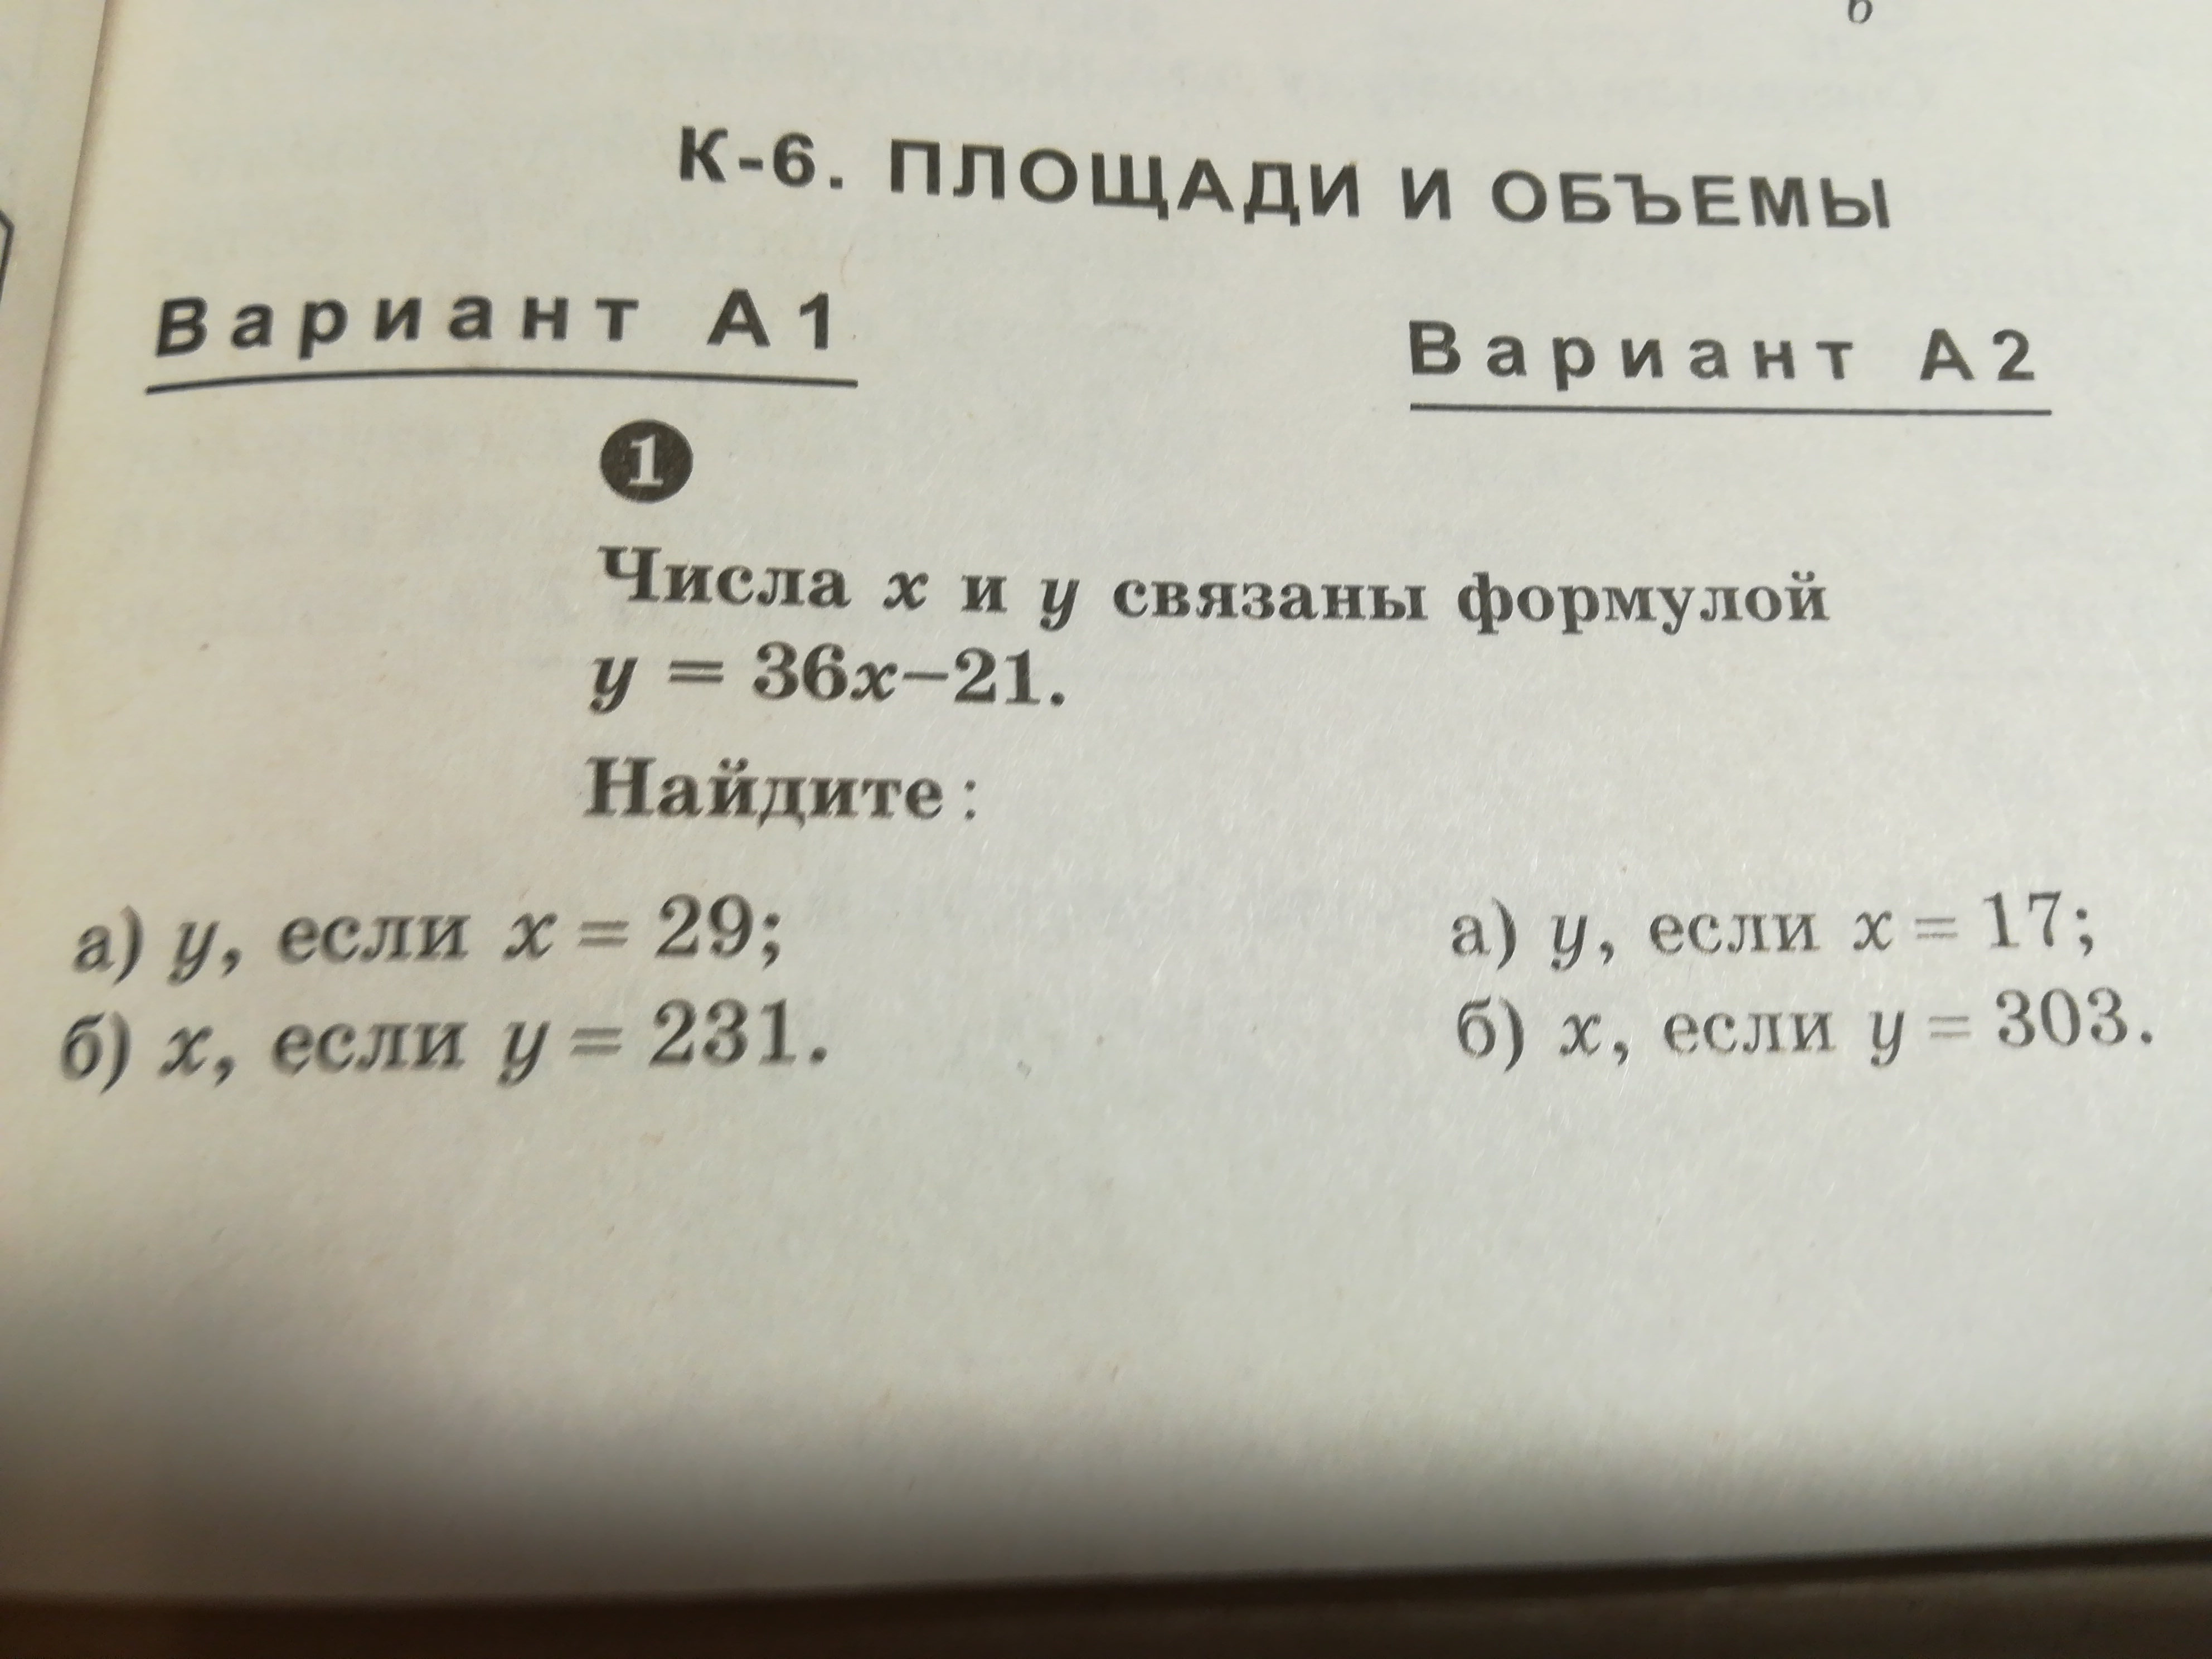 в
К-6. ПЛОЩАДИ И ОБЪЕМЫ
Вариант А1
Вариант А2
1
Числа x и y связаны формулой
y = 36x–21.
Найдите:
а) y, если x = 29;
б) x, если y = 231.
а) y, если x = 17;
б) x, если y = 303.